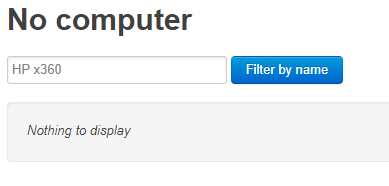 No computer
HP x360 Filter by name
Nothing to display